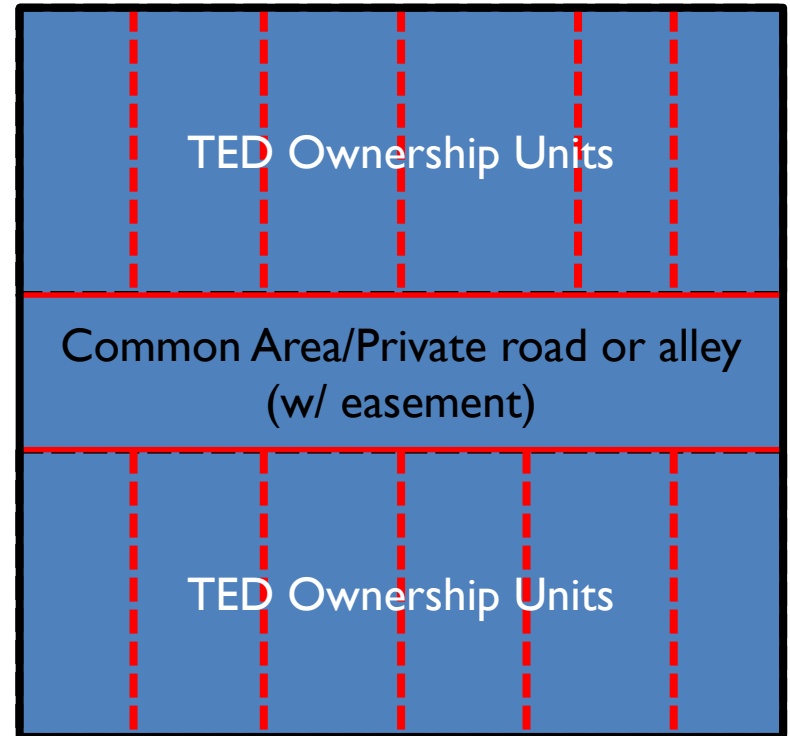 TED Ownership Units
Common Area/Private road or alley
(w/ easement)
TED Ownership Units